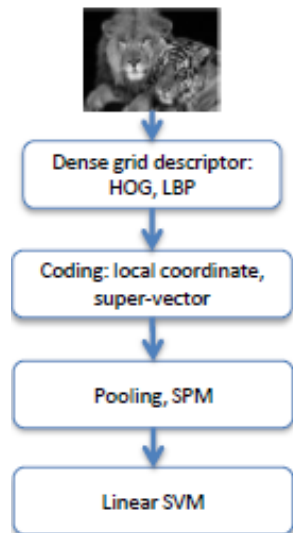 Dense grid descriptor:
HOG, LBP
Coding: local coordinate,
super-vector
Pooling, SPM
Linear SVM